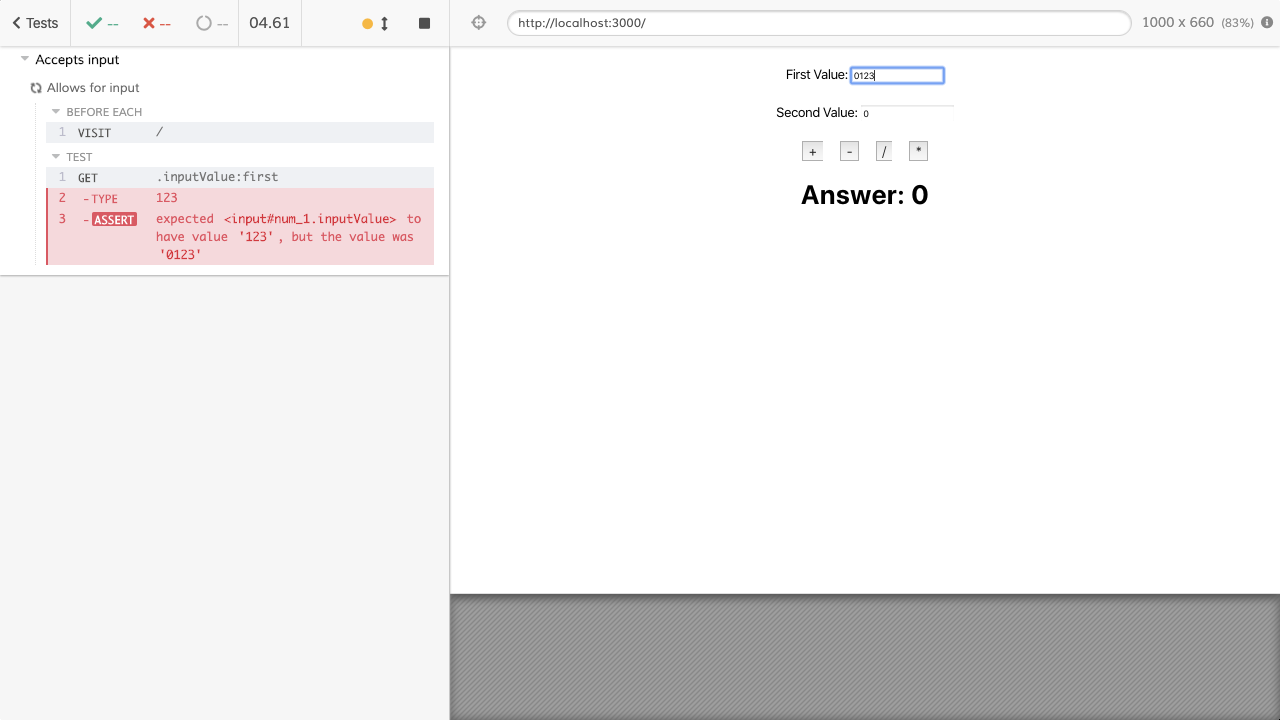 Tests -- -- -- 04.61
http://localhost:3000/ 1000 x 660 (83%)
Accepts input
Allows for input
BEFORE EACH
1 VISIT /
TEST
1 GET .inputValue:first
2 -TYPE 123
3 -ASSERT expected <input#num_1.inputValue> to
have value '123', but the value was
'0123'
First Value: 0123
Second Value: 0
+ - / *
Answer: 0